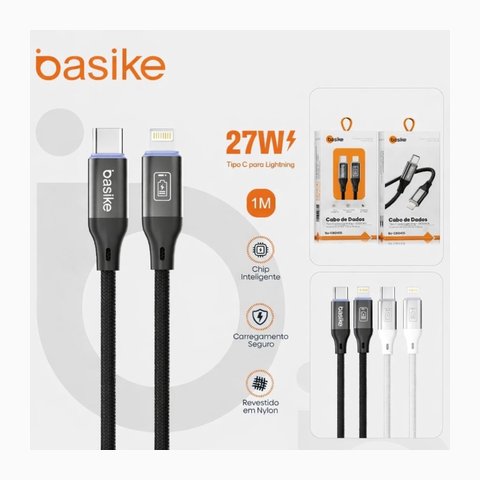 basike
27W
Tipo C para Lightning
1M
Chip
Inteligente
Carregamento
Seguro
Revestido
em Nylon
basike
basike
Cabo de Dados
basike
Cabo de Dados